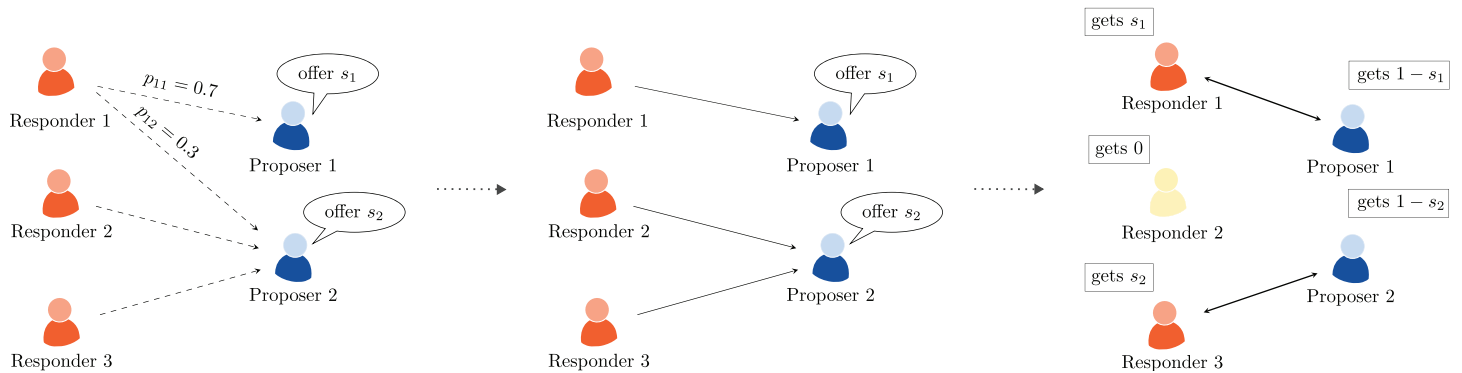 offer $s_1$
$p_{11} = 0.7$
Responder 1
$p_{12} = 0.3$
Proposer 1
offer $s_2$
Responder 2
Proposer 2
Responder 3
offer $s_1$
Responder 1
Proposer 1
offer $s_2$
Responder 2
Proposer 2
Responder 3
gets $s_1$
gets $1 - s_1$
Responder 1
gets 0
Proposer 1
gets $1 - s_2$
Responder 2
gets $s_2$
Proposer 2
Responder 3